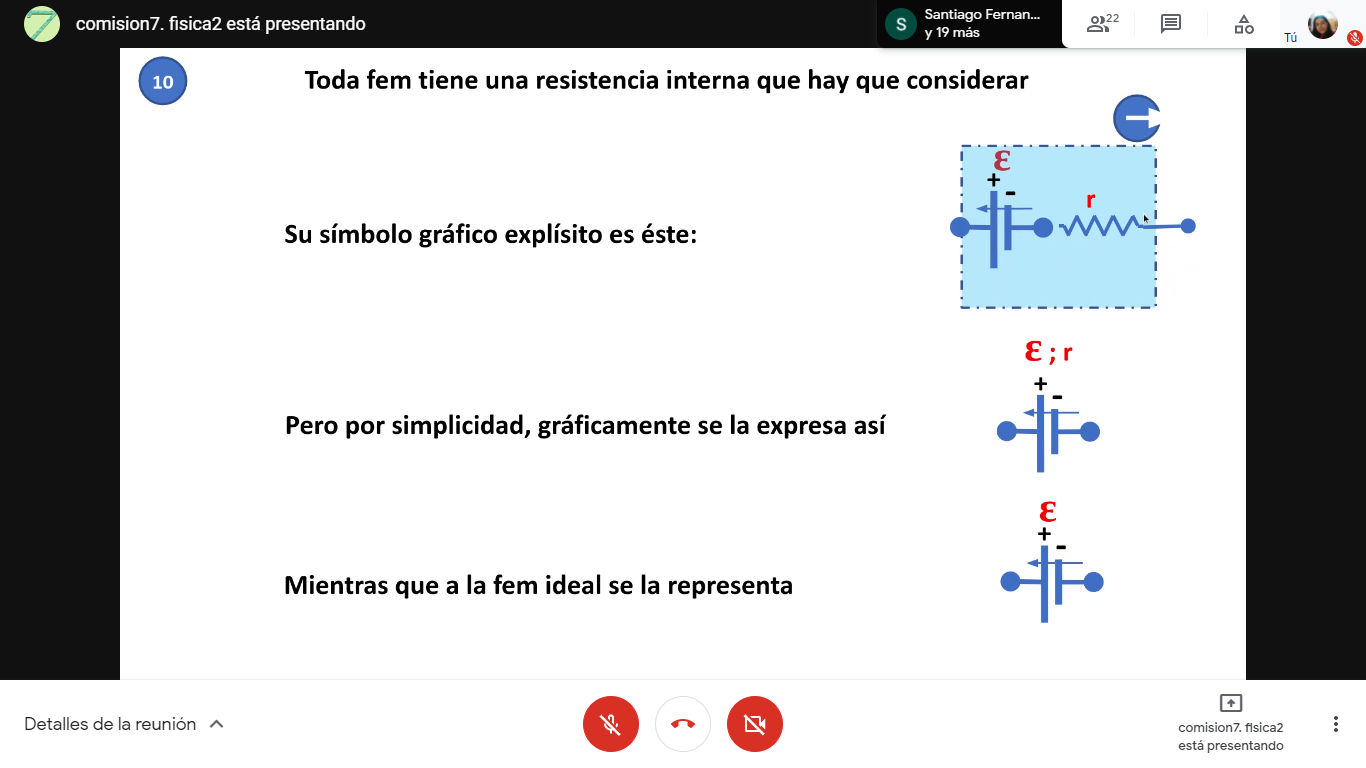 comision7. fisica2 está presentando
S
Santiago Fernan...
y 19 más
22
Tú
10
Toda fem tiene una resistencia interna que hay que considerar
ε
+ -
r
Su símbolo gráfico explísito es éste:
ε ; r
+ -
Pero por simplicidad, gráficamente se la expresa así
ε
+ -
Mientras que a la fem ideal se la representa
Detalles de la reunión
comision7. fisica2
está presentando